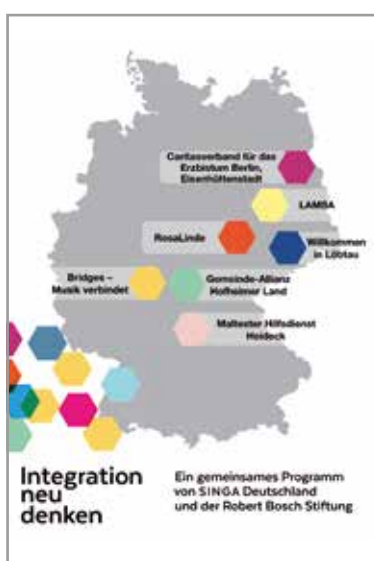 Caritasverband für das
Erzbistum Berlin,
Eisenhüttenstadt
LAMSA
RosaLinde
Willkommen
in Löbtau
Bridges –
Musik verbindet
Gemeinde-Allianz
Hofheimer Land
Malteser Hilfsdienst
Heideck
Integration
neu
denken
Ein gemeinsames Programm
von SINGA Deutschland
und der Robert Bosch Stiftung